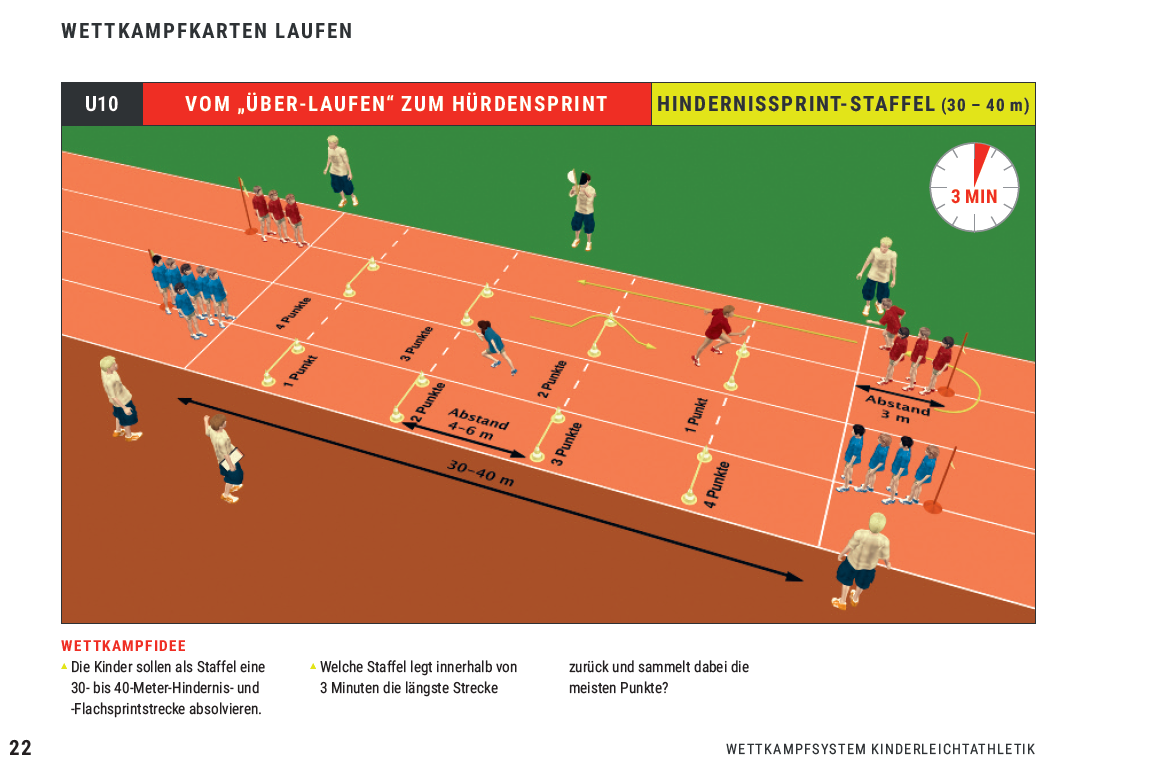 WETTKAMPFKARTEN LAUFEN
U10
VOM „ÜBER-LAUFEN“ ZUM HÜRDENSPRINT
HINDERNISSPRINT-STAFFEL (30 – 40 m)
3 MIN
4 Punkte
3 Punkte
2 Punkte
1 Punkt
1 Punkt
2 Punkte
3 Punkte
4 Punkte
Abstand
4–6 m
Abstand
3 m
30–40 m
WETTKAMPFIDEE
Die Kinder sollen als Staffel eine
30- bis 40-Meter-Hindernis- und
-Flachsprintstrecke absolvieren.
Welche Staffel legt innerhalb von
3 Minuten die längste Strecke
zurück und sammelt dabei die
meisten Punkte?
22
WETTKAMPFSYSTEM KINDERLEICHTATHLETIK